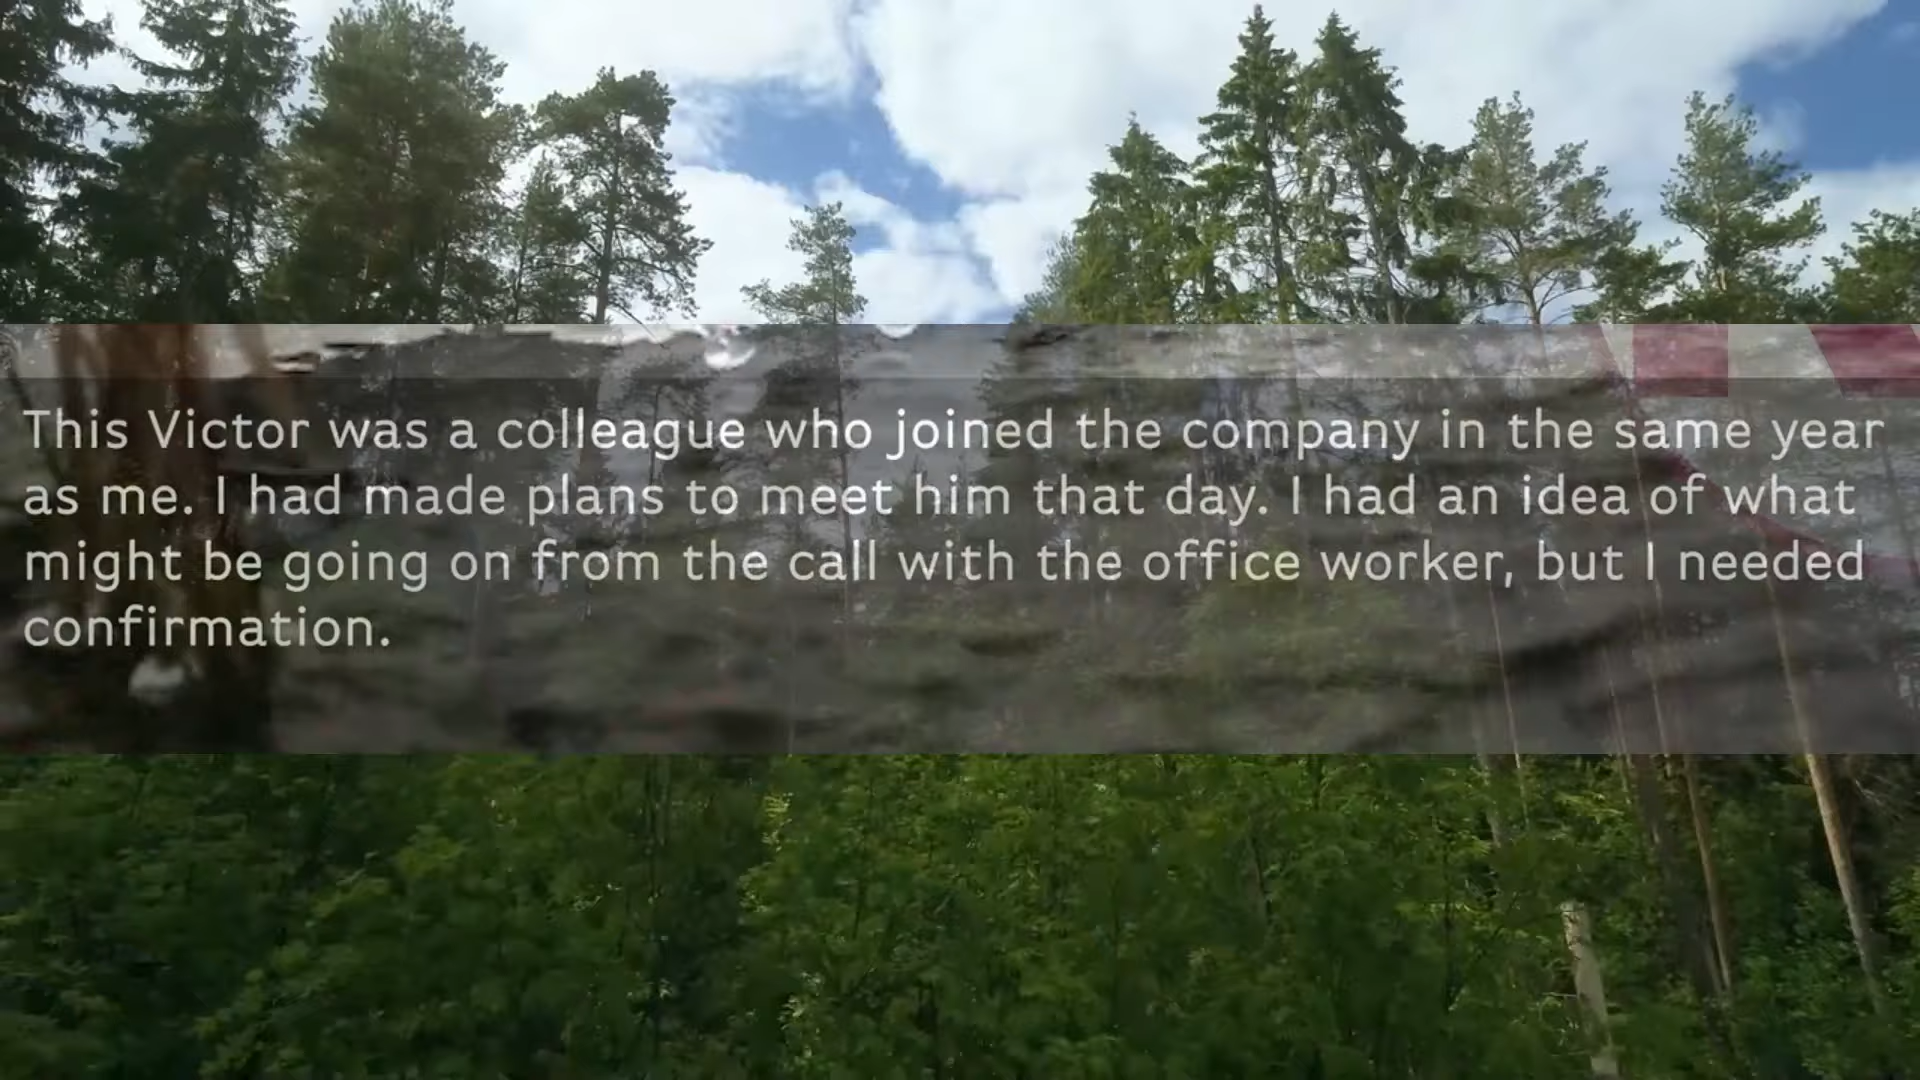 This Victor was a colleague who joined the company in the same year
as me. I had made plans to meet him that day. I had an idea of what
might be going on from the call with the office worker, but I needed
confirmation.